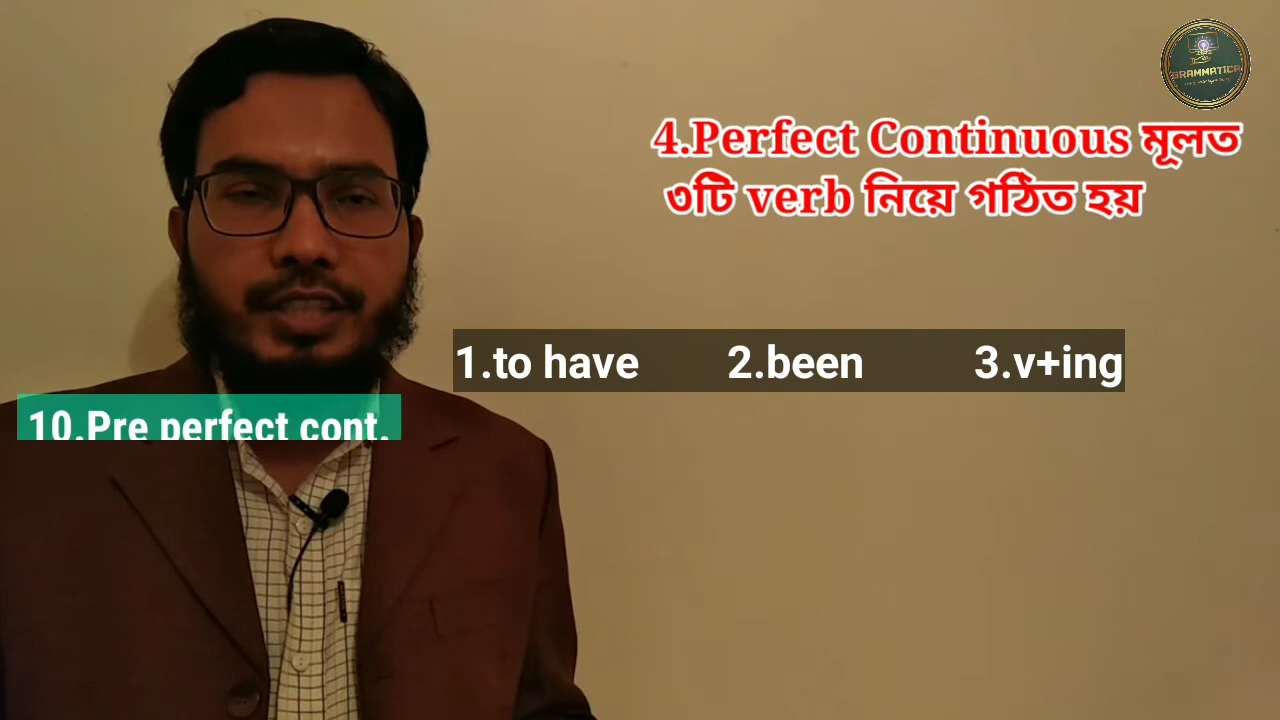 GRAMMATICA
4.Perfect Continuous মূলত
৩টি verb নিয়ে গঠিত হয়
1.to have 2.been 3.v+ing
10.Pre perfect cont.